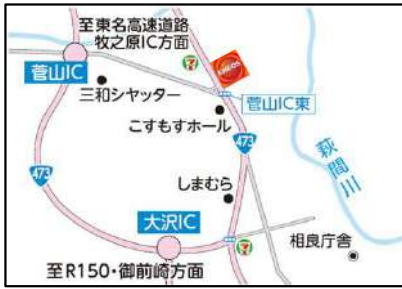 至東名高速道路
牧之原IC方面
菅山IC
ENEOS
三和シヤッター
菅山IC東
こすもすホール
473
473
しまむら
萩間川
大沢IC
相良庁舎
至R150・御前崎方面